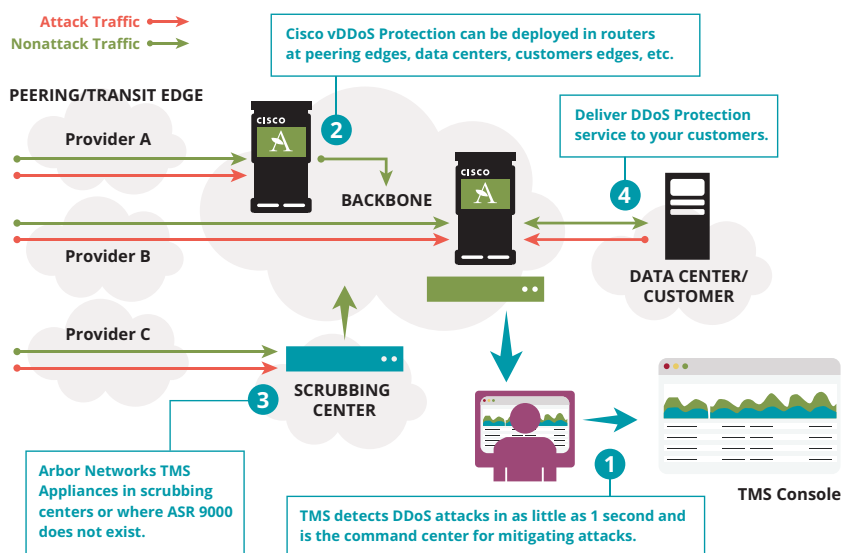 Attack Traffic
Nonattack Traffic
Cisco vDDoS Protection can be deployed in routers
at peering edges, data centers, customers edges, etc.
PEERING/TRANSIT EDGE
Provider A
CISCO
A
2
BACKBONE
CISCO
A
Deliver DDoS Protection
service to your customers.
4
Provider B
DATA CENTER/
CUSTOMER
Provider C
3
SCRUBBING
CENTER
Arbor Networks TMS
Appliances in scrubbing
centers or where ASR 9000
does not exist.
1
TMS Console
TMS detects DDoS attacks in as little as 1 second and
is the command center for mitigating attacks.